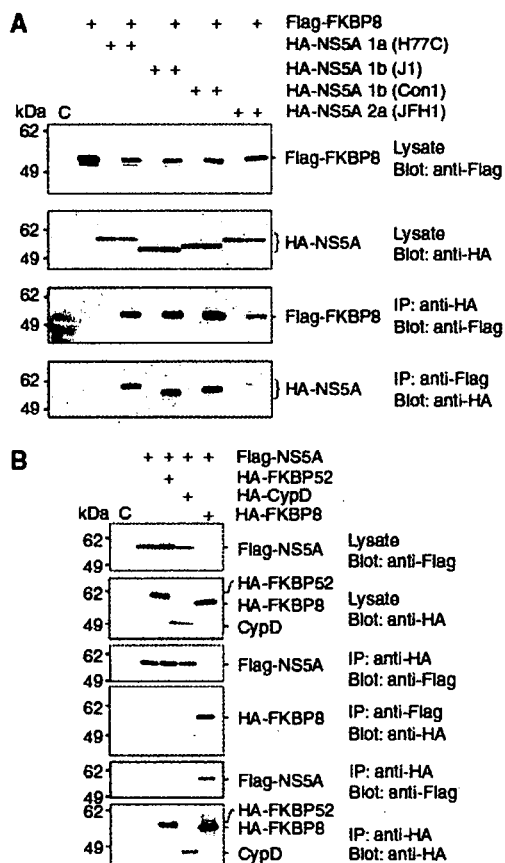 A
+ + + + + Flag-FKBP8
+ + HA-NS5A 1a (H77C)
+ + HA-NS5A 1b (J1)
+ + HA-NS5A 1b (Con1)
kDa C + + HA-NS5A 2a (JFH1)
62
49
Flag-FKBP8
Lysate
Blot: anti-Flag
62
49
HA-NS5A
Lysate
Blot: anti-HA
62
49
Flag-FKBP8
IP: anti-HA
Blot: anti-Flag
62
49
HA-NS5A
IP: anti-Flag
Blot: anti-HA
B
+ + + + Flag-NS5A
+ HA-FKBP52
+ HA-CypD
kDa C + HA-FKBP8
62
49
Flag-NS5A
Lysate
Blot: anti-Flag
62
49
HA-FKBP52
HA-FKBP8
CypD
Lysate
Blot: anti-HA
62
49
Flag-NS5A
IP: anti-HA
Blot: anti-Flag
62
49
HA-FKBP8
IP: anti-Flag
Blot: anti-HA
62
49
Flag-NS5A
IP: anti-HA
Blot: anti-Flag
62
49
HA-FKBP52
HA-FKBP8
CypD
IP: anti-HA
Blot: anti-HA